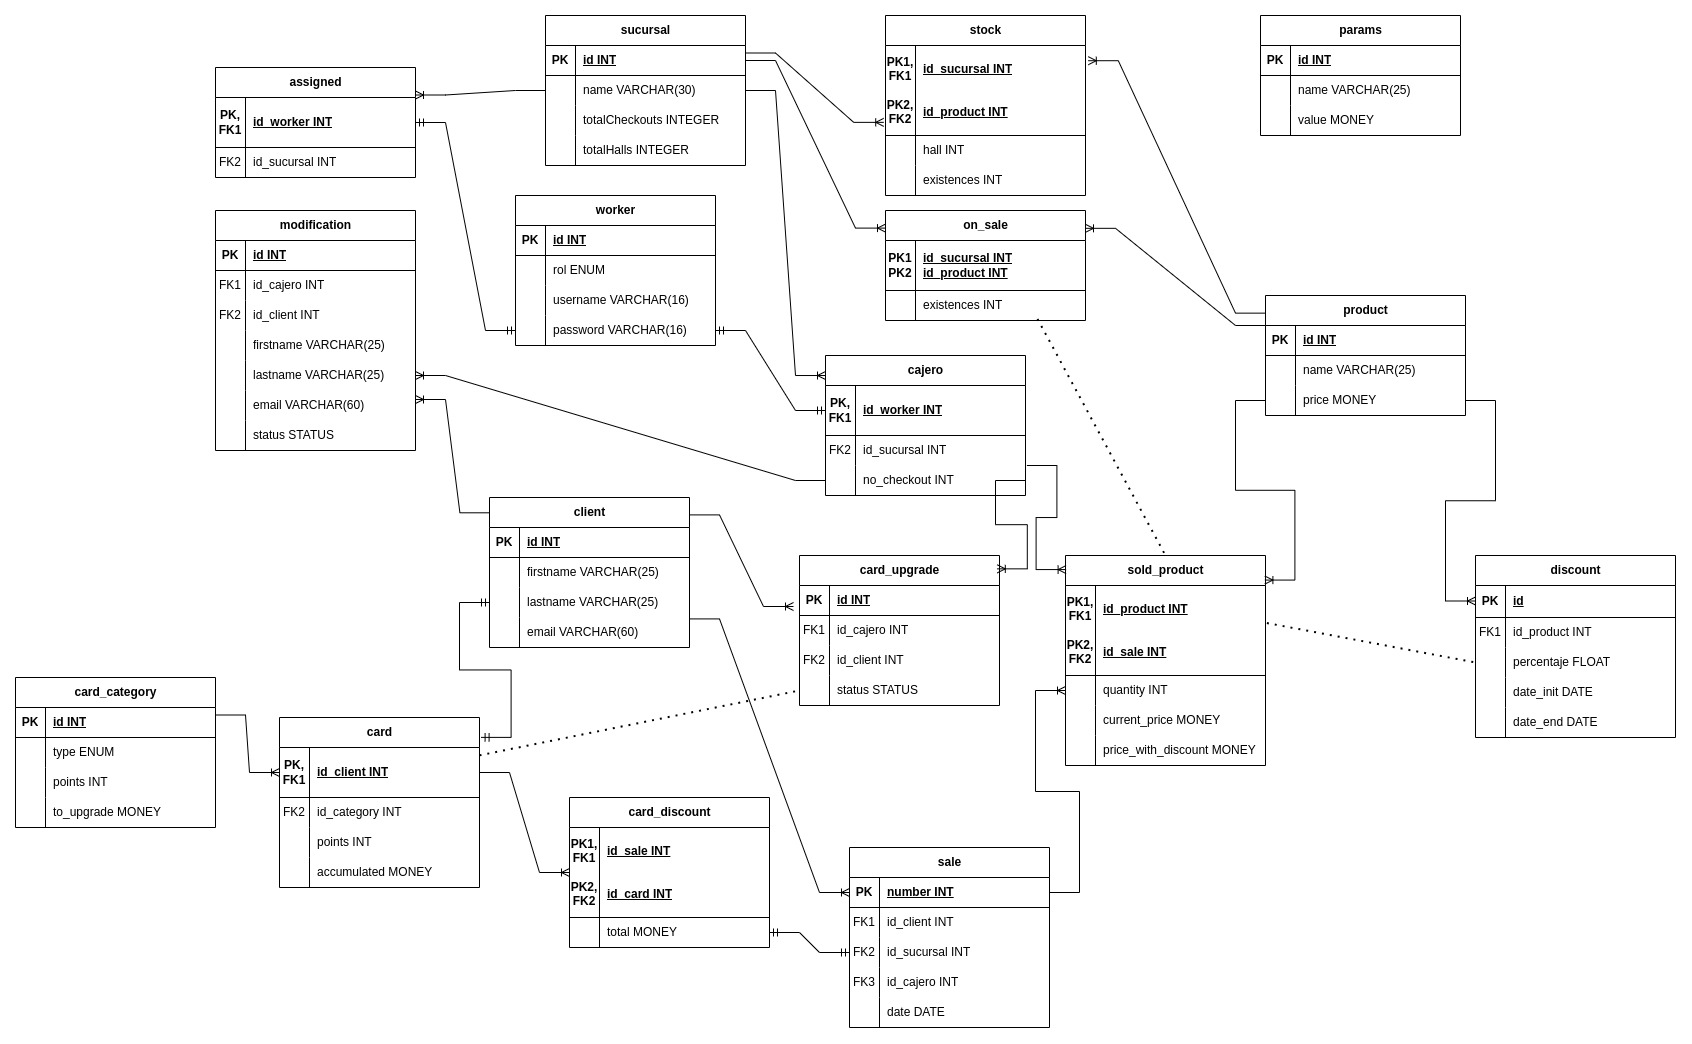 sucursal
PK id INT
name VARCHAR(30)
totalCheckouts INTEGER
totalHalls INTEGER
stock
PK1, FK1 id_sucursal INT
PK2, FK2 id_product INT
hall INT
existences INT
params
PK id INT
name VARCHAR(25)
value MONEY
assigned
PK, FK1 id_worker INT
FK2 id_sucursal INT
modification
PK id INT
FK1 id_cajero INT
FK2 id_client INT
firstname VARCHAR(25)
lastname VARCHAR(25)
email VARCHAR(60)
status STATUS
worker
PK id INT
rol ENUM
username VARCHAR(16)
password VARCHAR(16)
on_sale
PK1 id_sucursal INT
PK2 id_product INT
existences INT
product
PK id INT
name VARCHAR(25)
price MONEY
cajero
PK, FK1 id_worker INT
FK2 id_sucursal INT
no_checkout INT
client
PK id INT
firstname VARCHAR(25)
lastname VARCHAR(25)
email VARCHAR(60)
card_upgrade
PK id INT
FK1 id_cajero INT
FK2 id_client INT
status STATUS
sold_product
PK1, FK1 id_product INT
PK2, FK2 id_sale INT
quantity INT
current_price MONEY
price_with_discount MONEY
discount
PK id
FK1 id_product INT
percentaje FLOAT
date_init DATE
date_end DATE
card_category
PK id INT
type ENUM
points INT
to_upgrade MONEY
card
PK, FK1 id_client INT
FK2 id_category INT
points INT
accumulated MONEY
card_discount
PK1, FK1 id_sale INT
PK2, FK2 id_card INT
total MONEY
sale
PK number INT
FK1 id_client INT
FK2 id_sucursal INT
FK3 id_cajero INT
date DATE